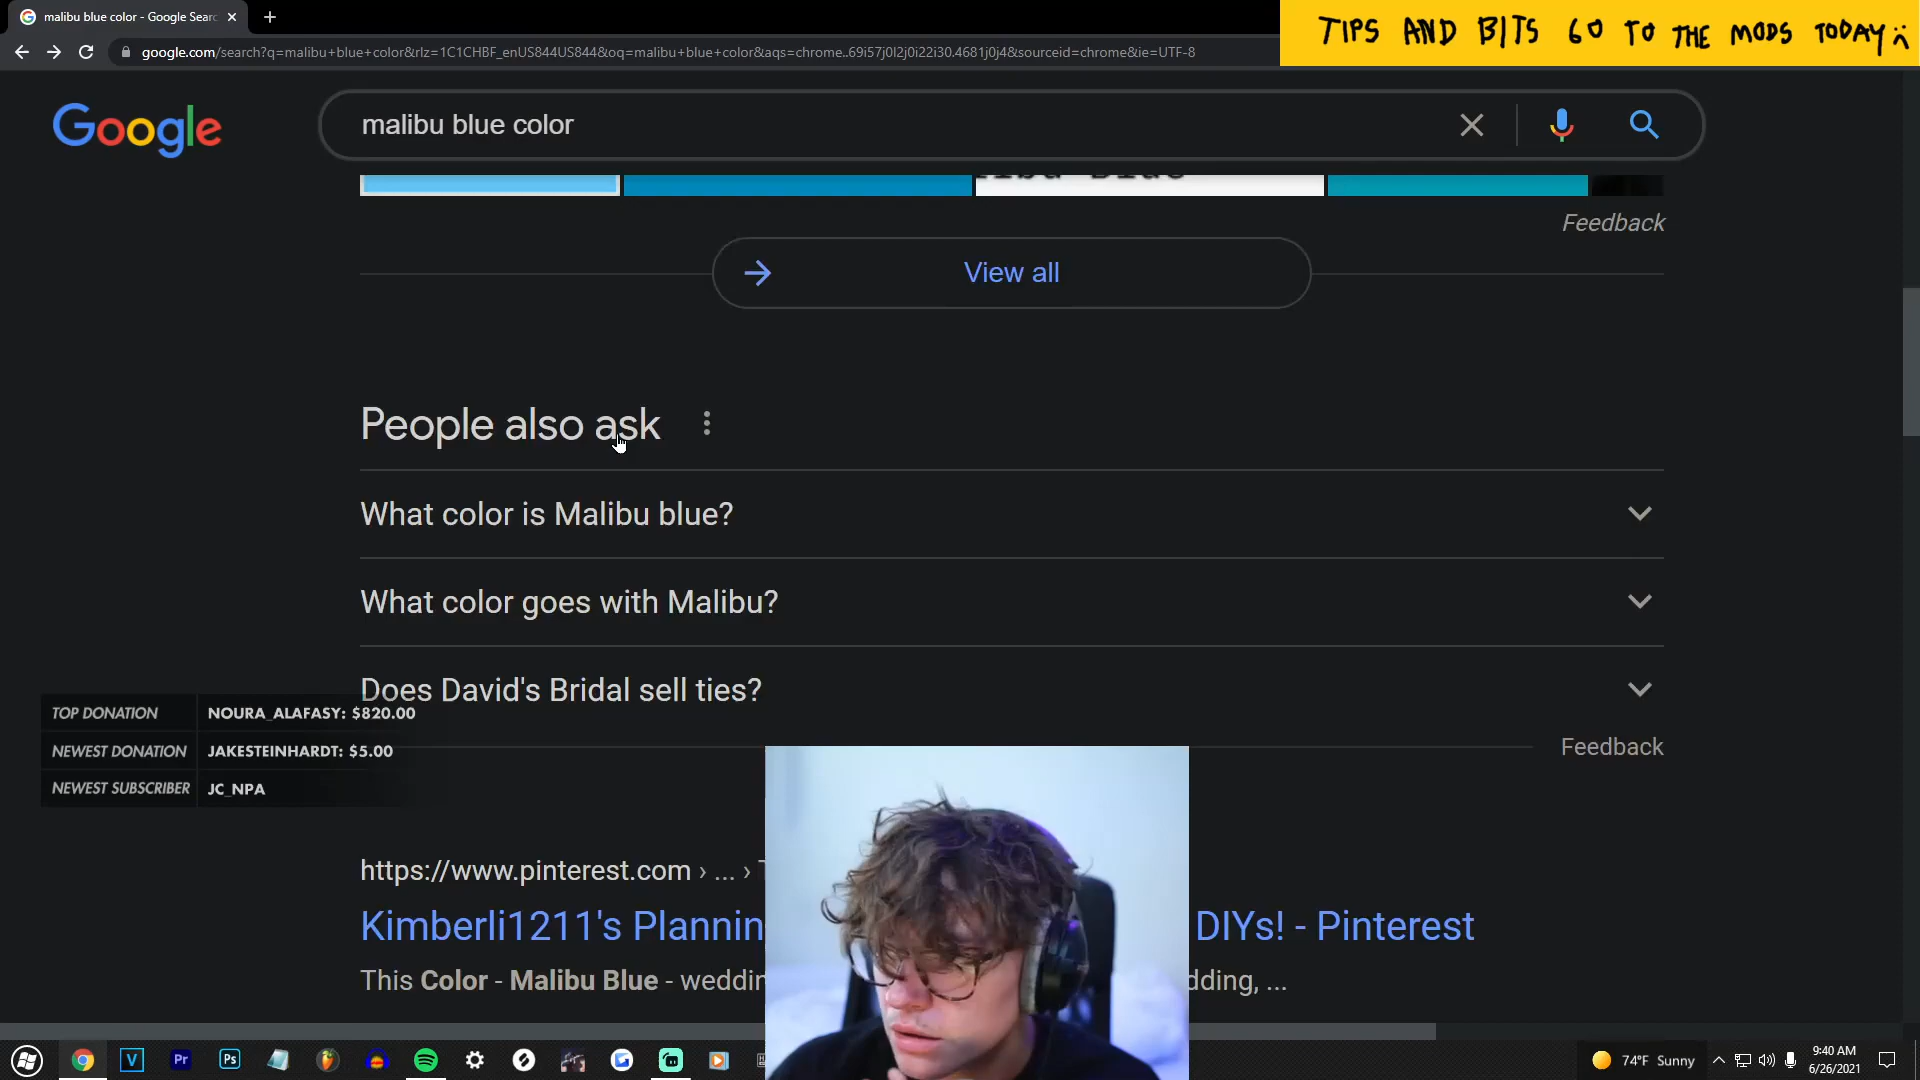 malibu blue color - Google Searc
TIPS AND BITS GO TO THE MODS TODAY
google.com/search?q=malibu+blue+color&rlz=1C1CHBF_enUS844US844&oq=malibu+blue+color&aqs=chrome..69i57j0l2j0i22i30.4681j0j4&sourceid=chrome&ie=UTF-8
Google
malibu blue color
Feedback
View all
People also ask
What color is Malibu blue?
What color goes with Malibu?
Does David's Bridal sell ties?
TOP DONATION NOURA_ALAFASY: $820.00
NEWEST DONATION JAKESTEINHARDT: $5.00
Feedback
NEWEST SUBSCRIBER JC_NPA
https://www.pinterest.com › ... ›
Kimberli1211's Plannin DIYs! - Pinterest
This Color - Malibu Blue - weddin dding, ...
V Pr Ps
74°F Sunny
9:40 AM
6/26/2021